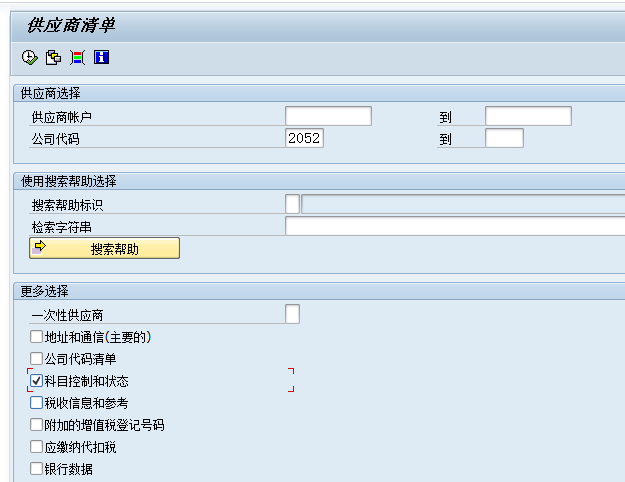 供应商清单
供应商选择
供应商帐户 到
公司代码 2052 到
使用搜索帮助选择
搜索帮助标识
检索字符串
搜索帮助
更多选择
一次性供应商
地址和通信(主要的)
公司代码清单
科目控制和状态
税收信息和参考
附加的增值税登记号码
应缴纳代扣税
银行数据